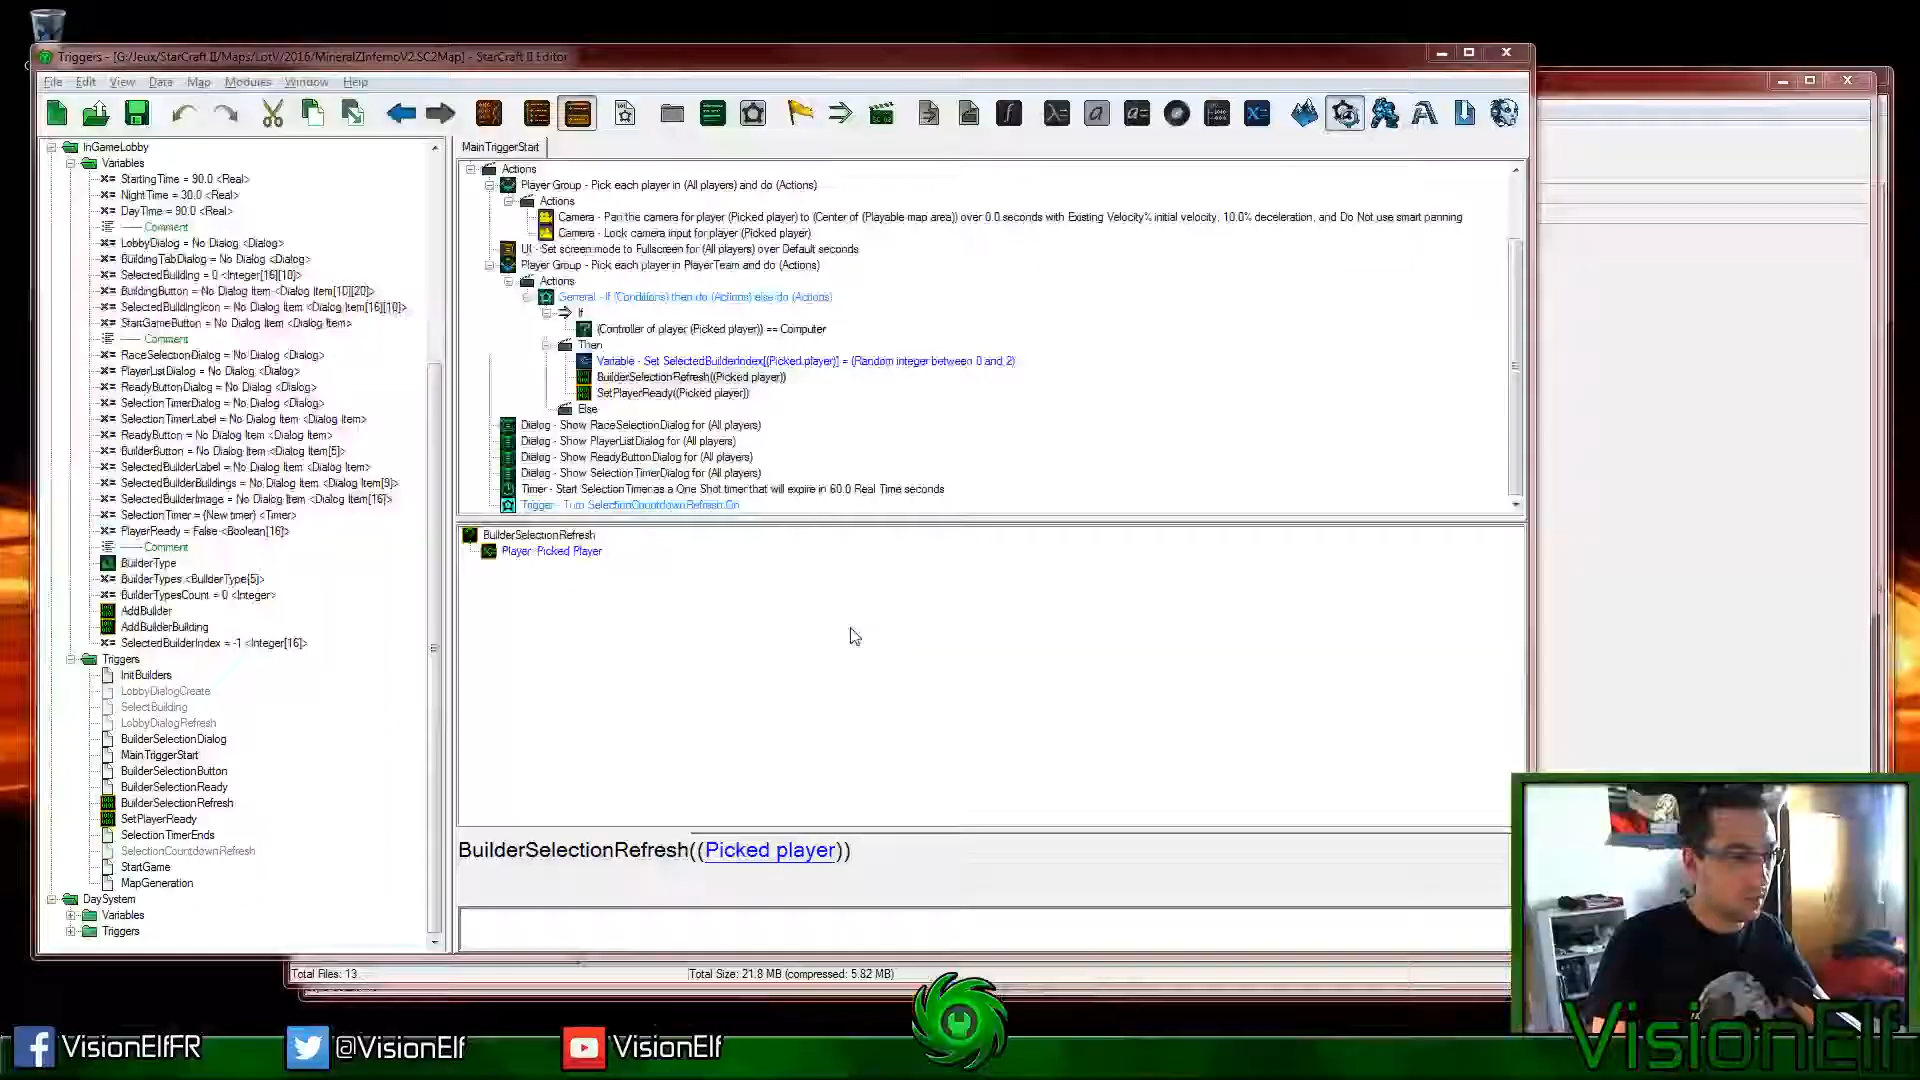 Triggers - [G:/Jeux/StarCraft II/Maps/LotV/2016/MineralZInfernoV2.SC2Map] - StarCraft II Editor
File Edit View Data Map Modules Window Help
InGameLobby
Variables
StartingTime = 90.0 <Real>
NightTime = 30.0 <Real>
DayTime = 90.0 <Real>
Comment
LobbyDialog = No Dialog <Dialog>
BuildingTabDialog = No Dialog <Dialog>
SelectedBuilding = 0 <Integer[16][10]>
BuildingButton = No Dialog Item <Dialog Item[10][20]>
SelectedBuildingIcon = No Dialog Item <Dialog Item[16][10]>
StartGameButton = No Dialog Item <Dialog Item>
Comment
RaceSelectionDialog = No Dialog <Dialog>
PlayerListDialog = No Dialog <Dialog>
ReadyButtonDialog = No Dialog <Dialog>
SelectionTimerDialog = No Dialog <Dialog>
SelectionTimerLabel = No Dialog Item <Dialog Item>
ReadyButton = No Dialog Item <Dialog Item>
BuilderButton = No Dialog Item <Dialog Item[5]>
SelectedBuilderLabel = No Dialog Item <Dialog Item>
SelectedBuilderBuildings = No Dialog Item <Dialog Item[9]>
SelectedBuilderImage = No Dialog Item <Dialog Item[16]>
SelectionTimer = (New timer) <Timer>
PlayerReady = False <Boolean[16]>
Comment
BuilderType
BuilderTypes <BuilderType[5]>
BuilderTypesCount = 0 <Integer>
AddBuilder
AddBuilderBuilding
SelectedBuilderIndex = -1 <Integer[16]>
Triggers
InitBuilders
LobbyDialogCreate
SelectBuilding
LobbyDialogRefresh
BuilderSelectionDialog
MainTriggerStart
BuilderSelectionButton
BuilderSelectionReady
BuilderSelectionRefresh
SetPlayerReady
SelectionTimerEnds
SelectionCountdownRefresh
StartGame
MapGeneration
DaySystem
Variables
Triggers
MainTriggerStart
Actions
Player Group - Pick each player in (All players) and do (Actions)
Actions
Camera - Pan the camera for player (Picked player) to (Center of (Playable map area)) over 0.0 seconds with Existing Velocity% initial velocity, 10.0% deceleration, and Do Not use smart panning
Camera - Lock camera input for player (Picked player)
UI - Set screen mode to Fullscreen for (All players) over Default seconds
Player Group - Pick each player in PlayerTeam and do (Actions)
Actions
General - If (Conditions) then do (Actions) else do (Actions)
If
(Controller of player (Picked player)) == Computer
Then
Variable - Set SelectedBuilderIndex[(Picked player)] = (Random integer between 0 and 2)
BuilderSelectionRefresh((Picked player))
SetPlayerReady((Picked player))
Else
Dialog - Show RaceSelectionDialog for (All players)
Dialog - Show PlayerListDialog for (All players)
Dialog - Show ReadyButtonDialog for (All players)
Dialog - Show SelectionTimerDialog for (All players)
Timer - Start SelectionTimer as a One Shot timer that will expire in 60.0 Real Time seconds
Trigger - Turn SelectionCountdownRefresh On
BuilderSelectionRefresh
Player: Picked Player
BuilderSelectionRefresh((Picked player))
Total Files: 13
Total Size: 21.8 MB (compressed: 5.82 MB)
VisionElfFR
@VisionElf
VisionElf
VisionElf